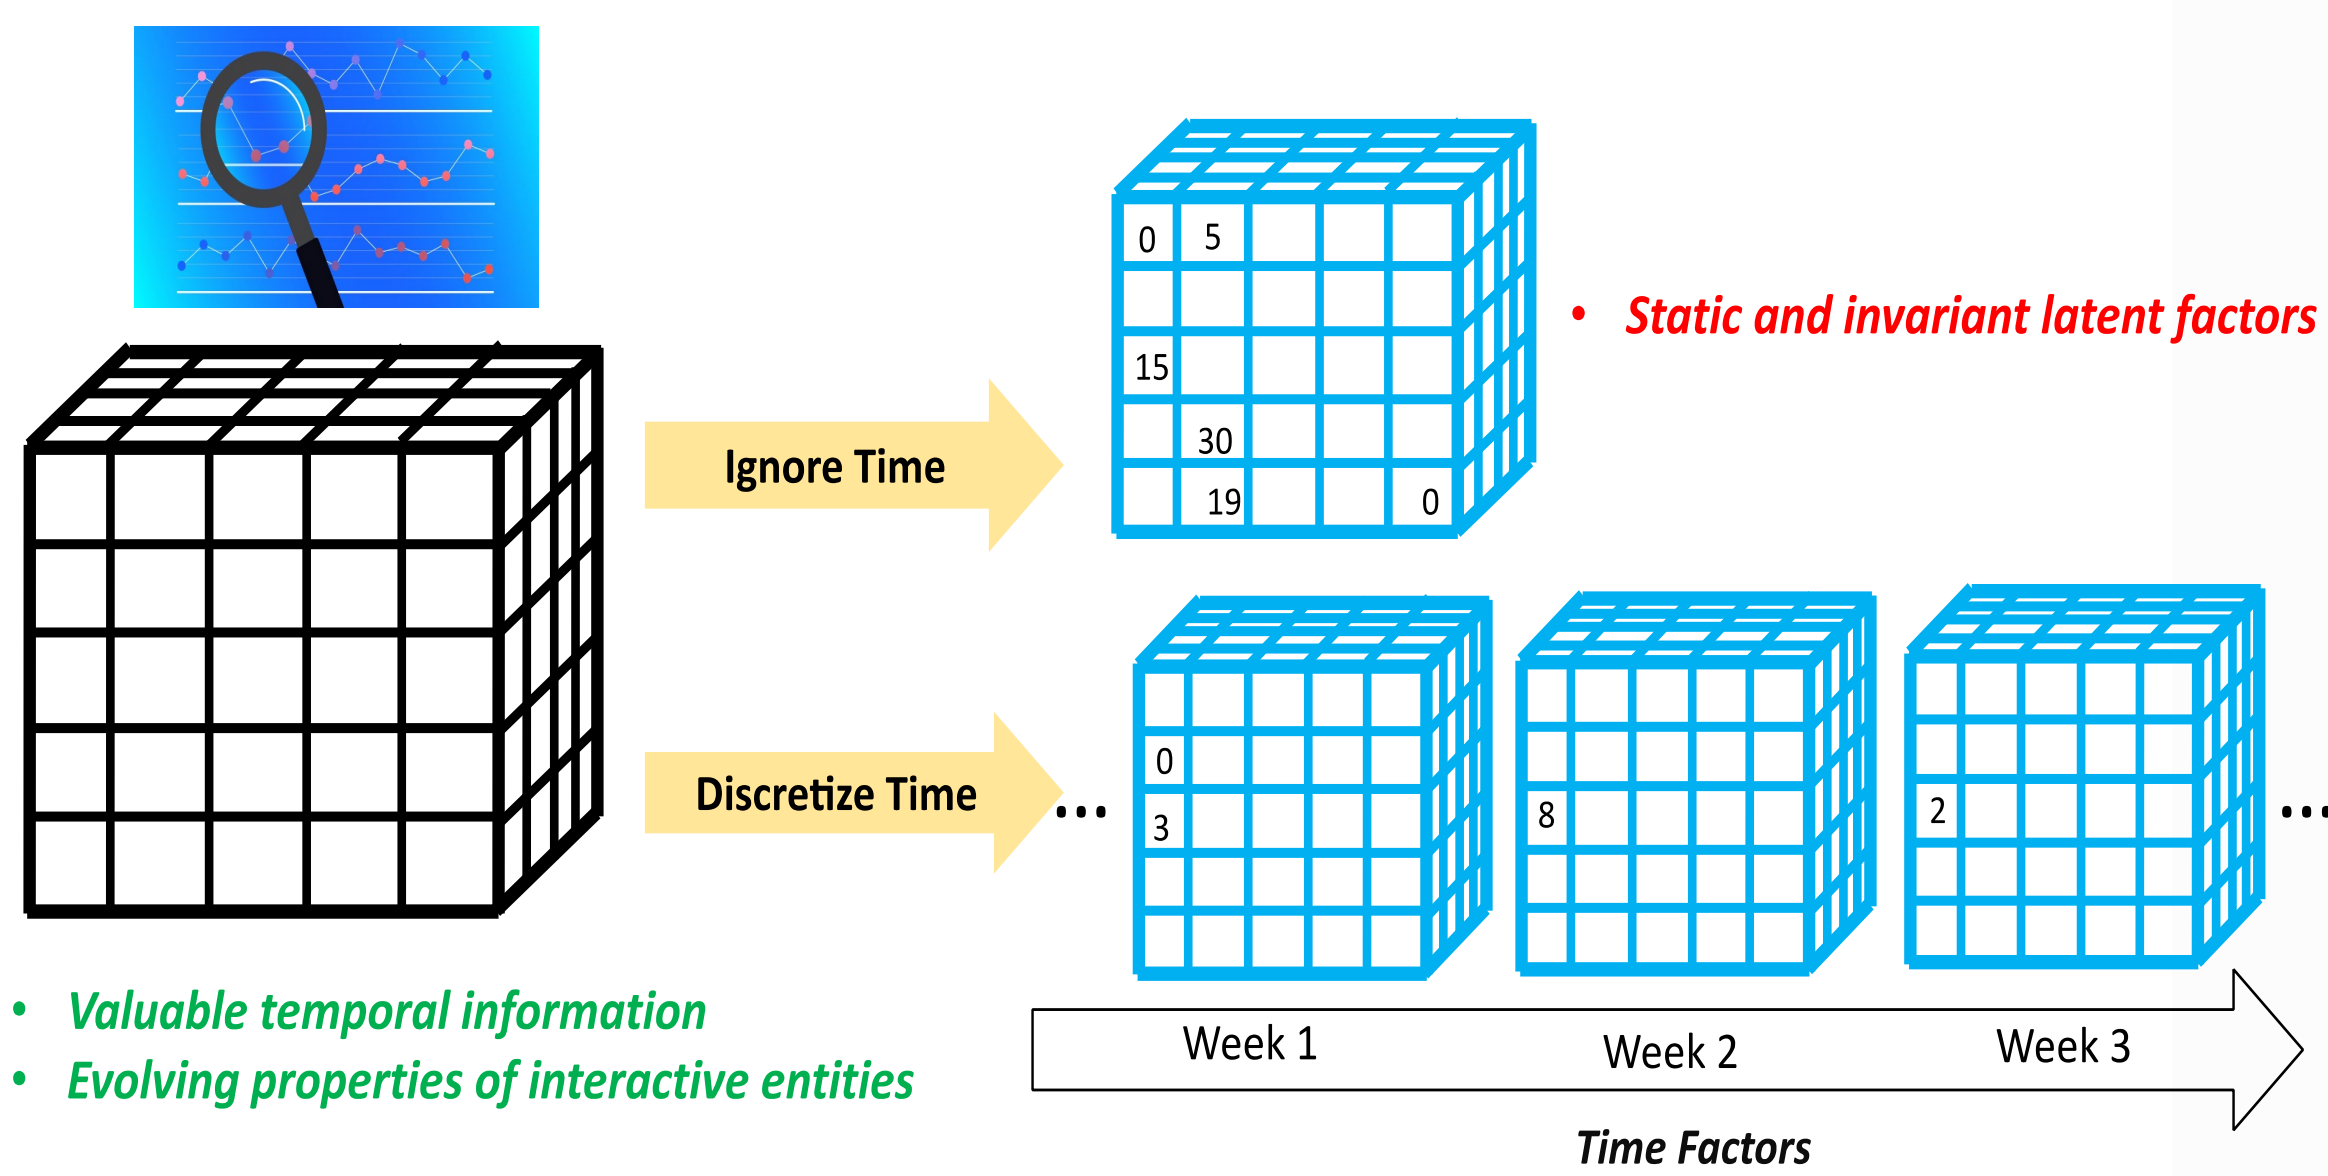 0 5
15
30
19 0
• Static and invariant latent factors
Ignore Time
Discretize Time
...
0
3
8
2
...
• Valuable temporal information
• Evolving properties of interactive entities
Week 1 Week 2 Week 3
Time Factors